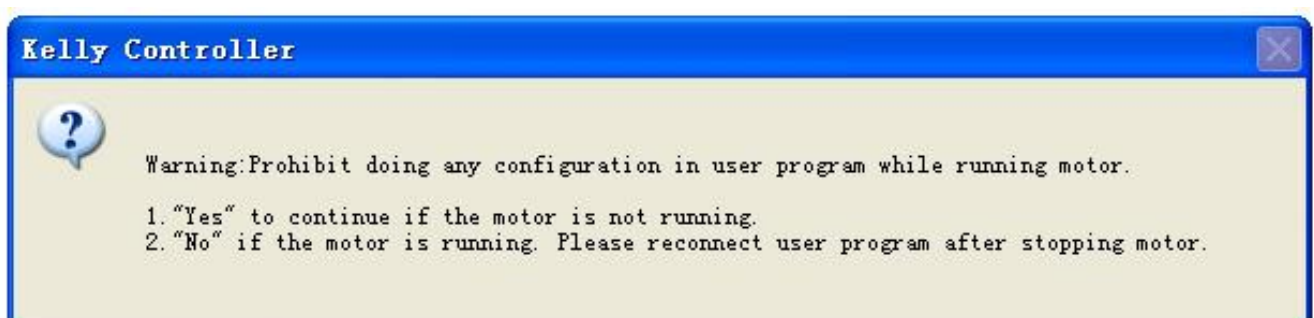 Kelly Controller
Warning:Prohibit doing any configuration in user program while running motor.
1."Yes" to continue if the motor is not running.
2."No" if the motor is running. Please reconnect user program after stopping motor.